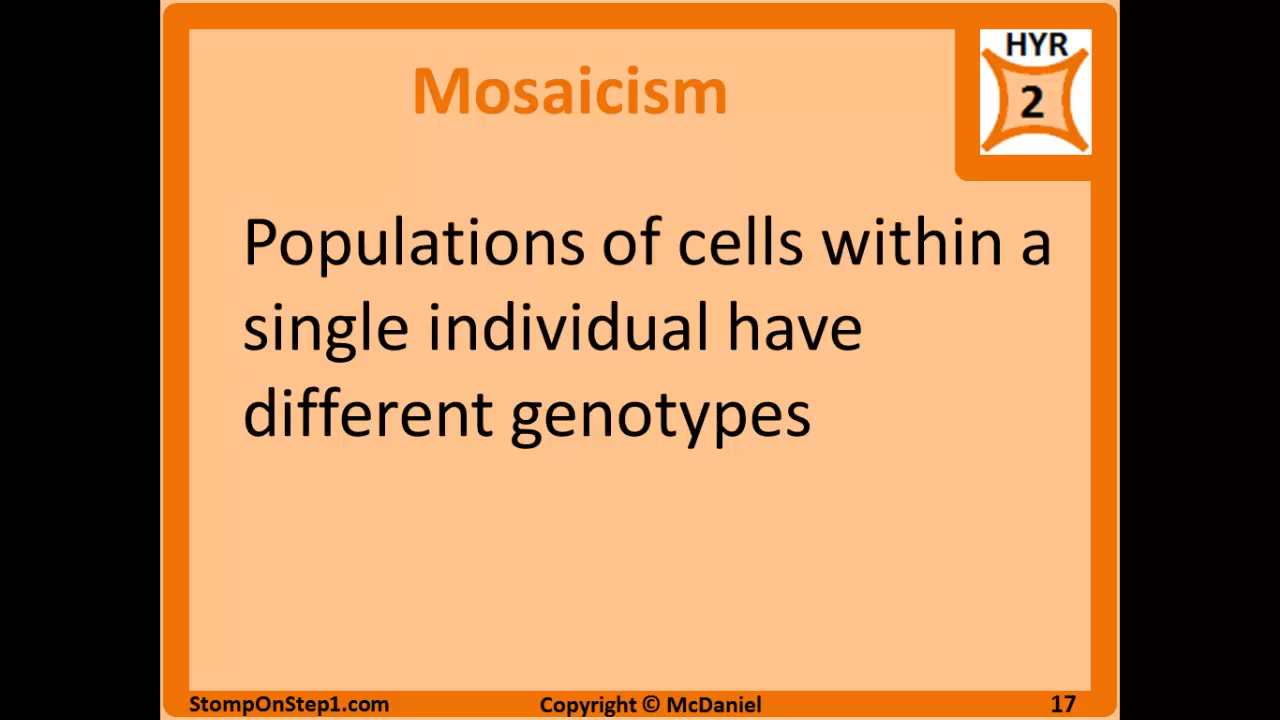 HYR
Mosaicism
2
Populations of cells within a
single individual have
different genotypes
StompOnStep1.com
Copyright © McDaniel
17